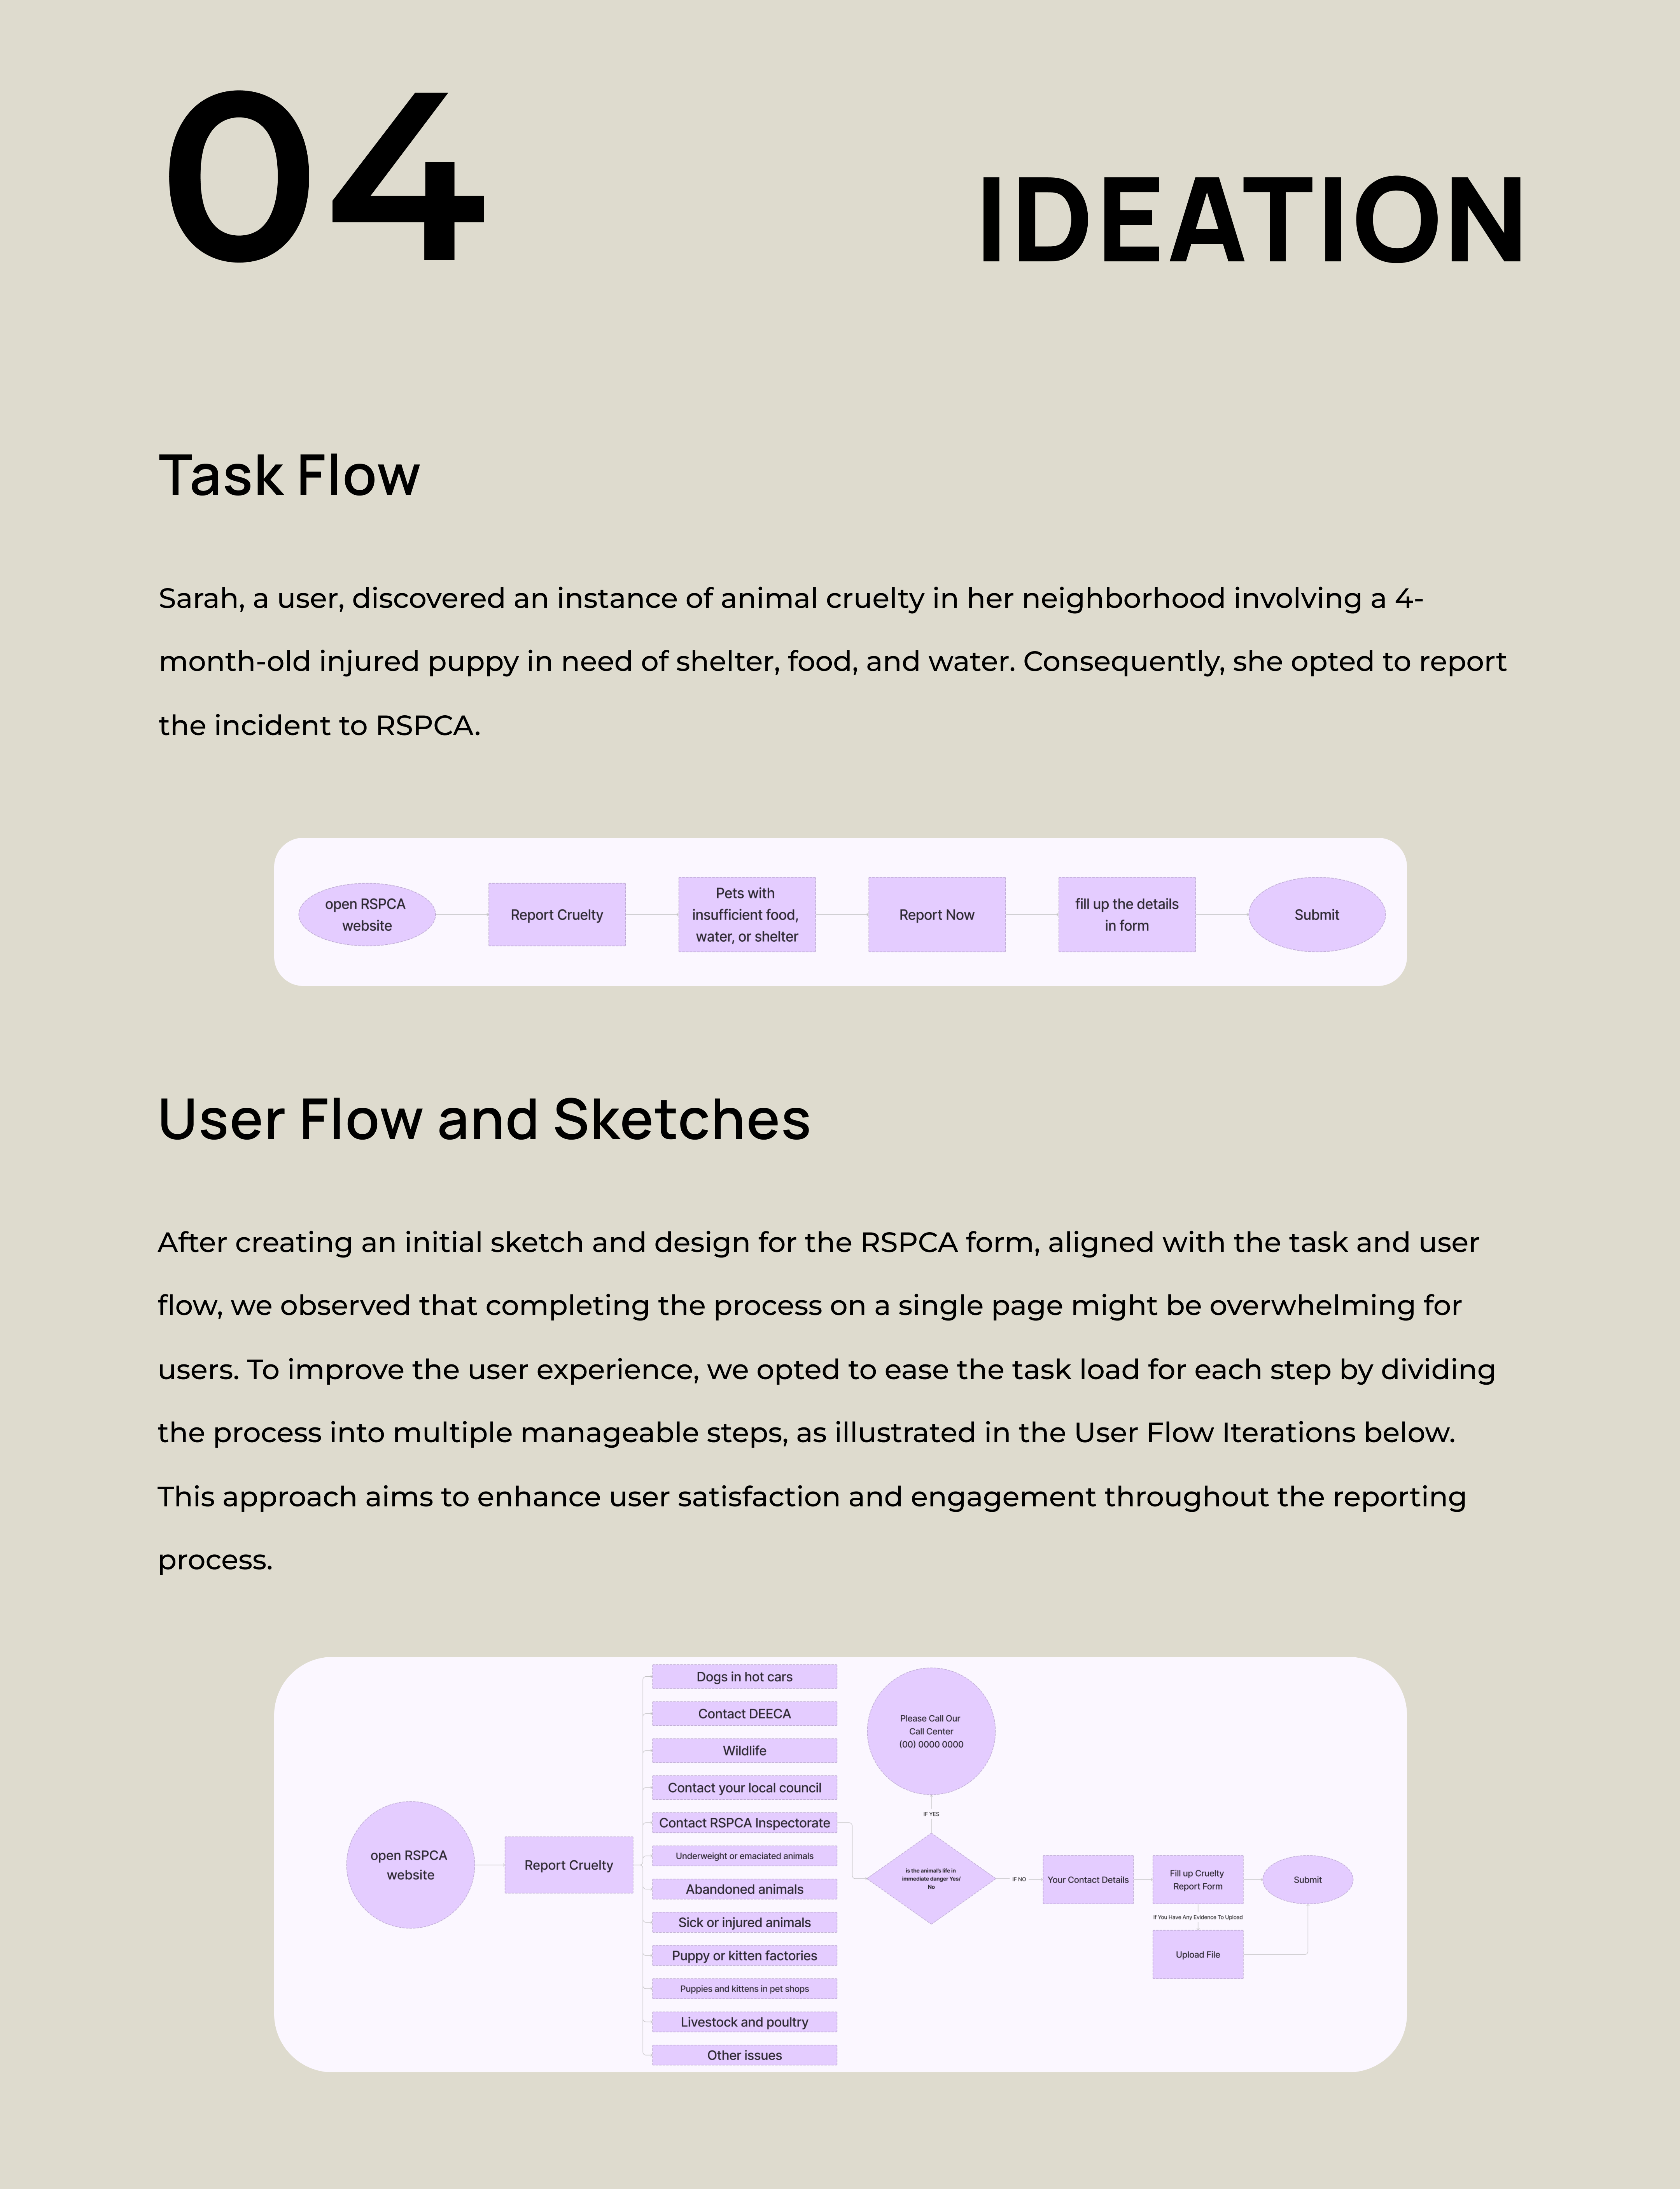 04
IDEATION
Task Flow
Sarah, a user, discovered an instance of animal cruelty in her neighborhood involving a 4-
month-old injured puppy in need of shelter, food, and water. Consequently, she opted to report
the incident to RSPCA.
open RSPCA
website
Report Cruelty
Pets with
insufficient food,
water, or shelter
Report Now
fill up the details
in form
Submit
User Flow and Sketches
After creating an initial sketch and design for the RSPCA form, aligned with the task and user
flow, we observed that completing the process on a single page might be overwhelming for
users. To improve the user experience, we opted to ease the task load for each step by dividing
the process into multiple manageable steps, as illustrated in the User Flow Iterations below.
This approach aims to enhance user satisfaction and engagement throughout the reporting
process.
open RSPCA
website
Report Cruelty
Dogs in hot cars
Contact DEECA
Wildlife
Contact your local council
Contact RSPCA Inspectorate
Underweight or emaciated animals
Abandoned animals
Sick or injured animals
Puppy or kitten factories
Puppies and kittens in pet shops
Livestock and poultry
Other issues
Please Call Our
Call Center
(00) 0000 0000
IF YES
Is the animal's life in
immediate danger Yes/
No
IF NO
Your Contact Details
Fill up Cruelty
Report Form
Submit
If You Have Any Evidence To Upload
Upload File